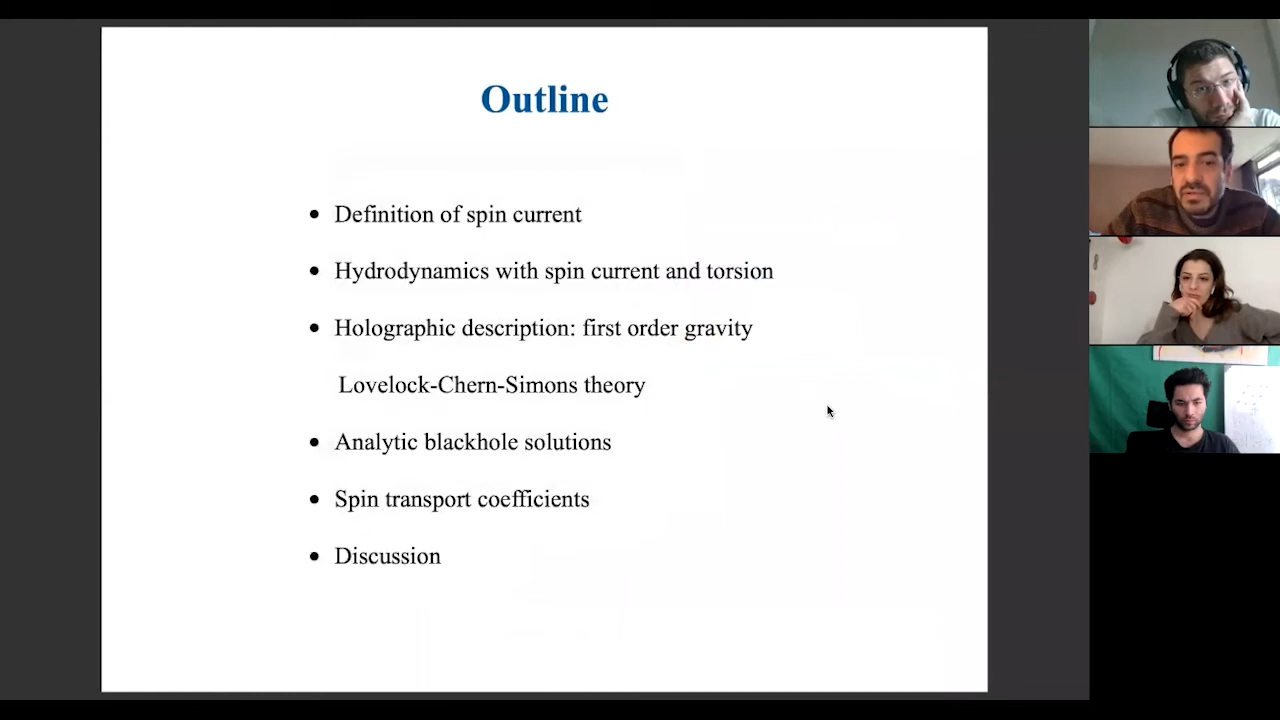 Outline
• Definition of spin current
• Hydrodynamics with spin current and torsion
• Holographic description: first order gravity
Lovelock-Chern-Simons theory
• Analytic blackhole solutions
• Spin transport coefficients
• Discussion